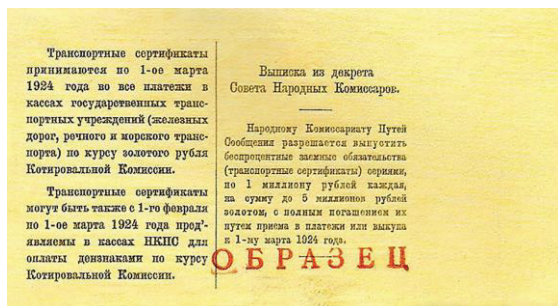 Транспортные сертификаты
принимаются по 1-ое марта
1924 года во все платежи в
кассах государственных транс-
портных учреждений (железных
дорог, речного и морского транс-
порта) по курсу золотого рубля
Котировальной Комиссии.
Транспортные сертификаты
могут быть также с 1-го февраля
по 1-ое марта 1924 года пред'-
являемы в кассах НКПС для
оплаты дензнаками по курсу
Котировальной Комиссии.
Выписка из декрета
Совета Народных Комиссаров.
Народному Комиссариату Путей
Сообщения разрешается выпустить
беспроцентные заемные обязательства
(транспортные сертификаты) сериями,
по 1 миллиону рублей каждая,
на сумму до 5 миллионов рублей
золотом, с полным погашением их
путем приема в платежи или выкупа
к 1-му марта 1924 года.
ОБРАЗЕЦ